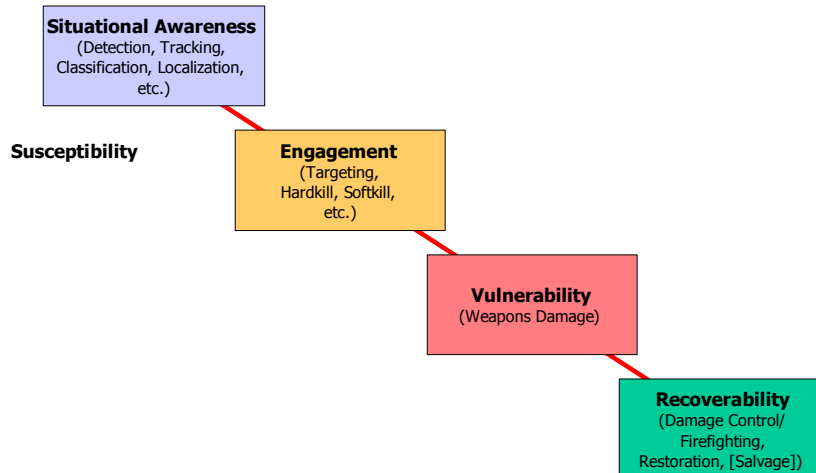 Situational Awareness
(Detection, Tracking,
Classification, Localization,
etc.)
Susceptibility
Engagement
(Targeting,
Hardkill, Softkill,
etc.)
Vulnerability
(Weapons Damage)
Recoverability
(Damage Control/
Firefighting,
Restoration, [Salvage])